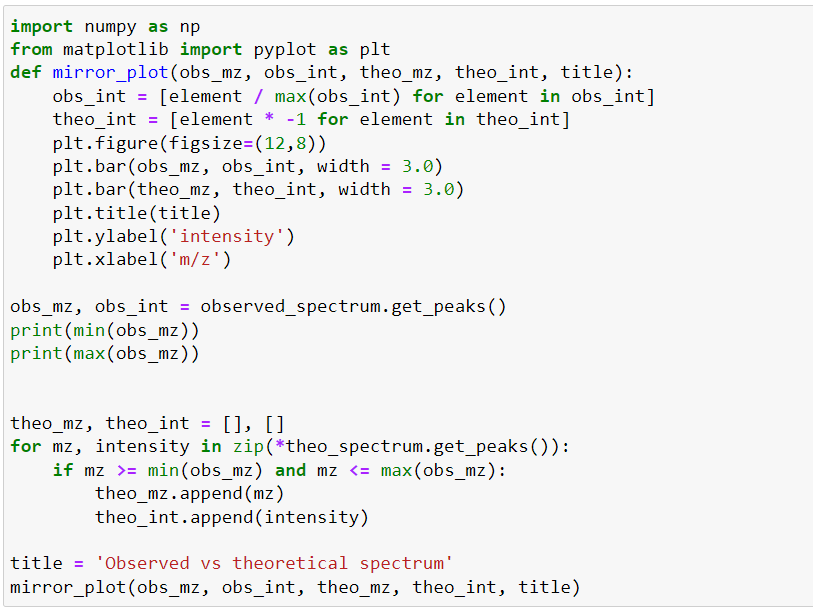 import numpy as np
from matplotlib import pyplot as plt
def mirror_plot(obs_mz, obs_int, theo_mz, theo_int, title):
    obs_int = [element / max(obs_int) for element in obs_int]
    theo_int = [element * -1 for element in theo_int]
    plt.figure(figsize=(12,8))
    plt.bar(obs_mz, obs_int, width = 3.0)
    plt.bar(theo_mz, theo_int, width = 3.0)
    plt.title(title)
    plt.ylabel('intensity')
    plt.xlabel('m/z')

obs_mz, obs_int = observed_spectrum.get_peaks()
print(min(obs_mz))
print(max(obs_mz))


theo_mz, theo_int = [], []
for mz, intensity in zip(*theo_spectrum.get_peaks()):
    if mz >= min(obs_mz) and mz <= max(obs_mz):
        theo_mz.append(mz)
        theo_int.append(intensity)

title = 'Observed vs theoretical spectrum'
mirror_plot(obs_mz, obs_int, theo_mz, theo_int, title)